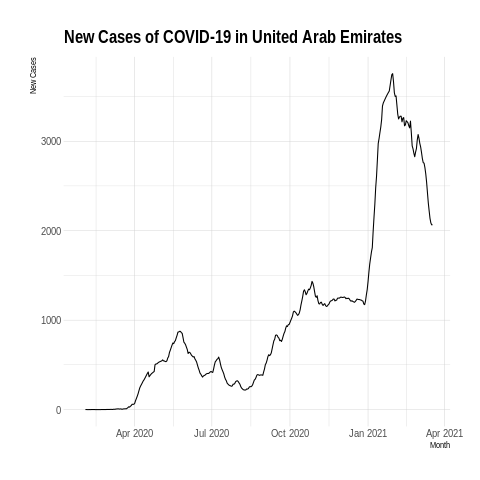 New Cases of COVID-19 in United Arab Emirates
New Cases
3000
2000
1000
0
Apr 2020 Jul 2020 Oct 2020 Jan 2021 Apr 2021
Month